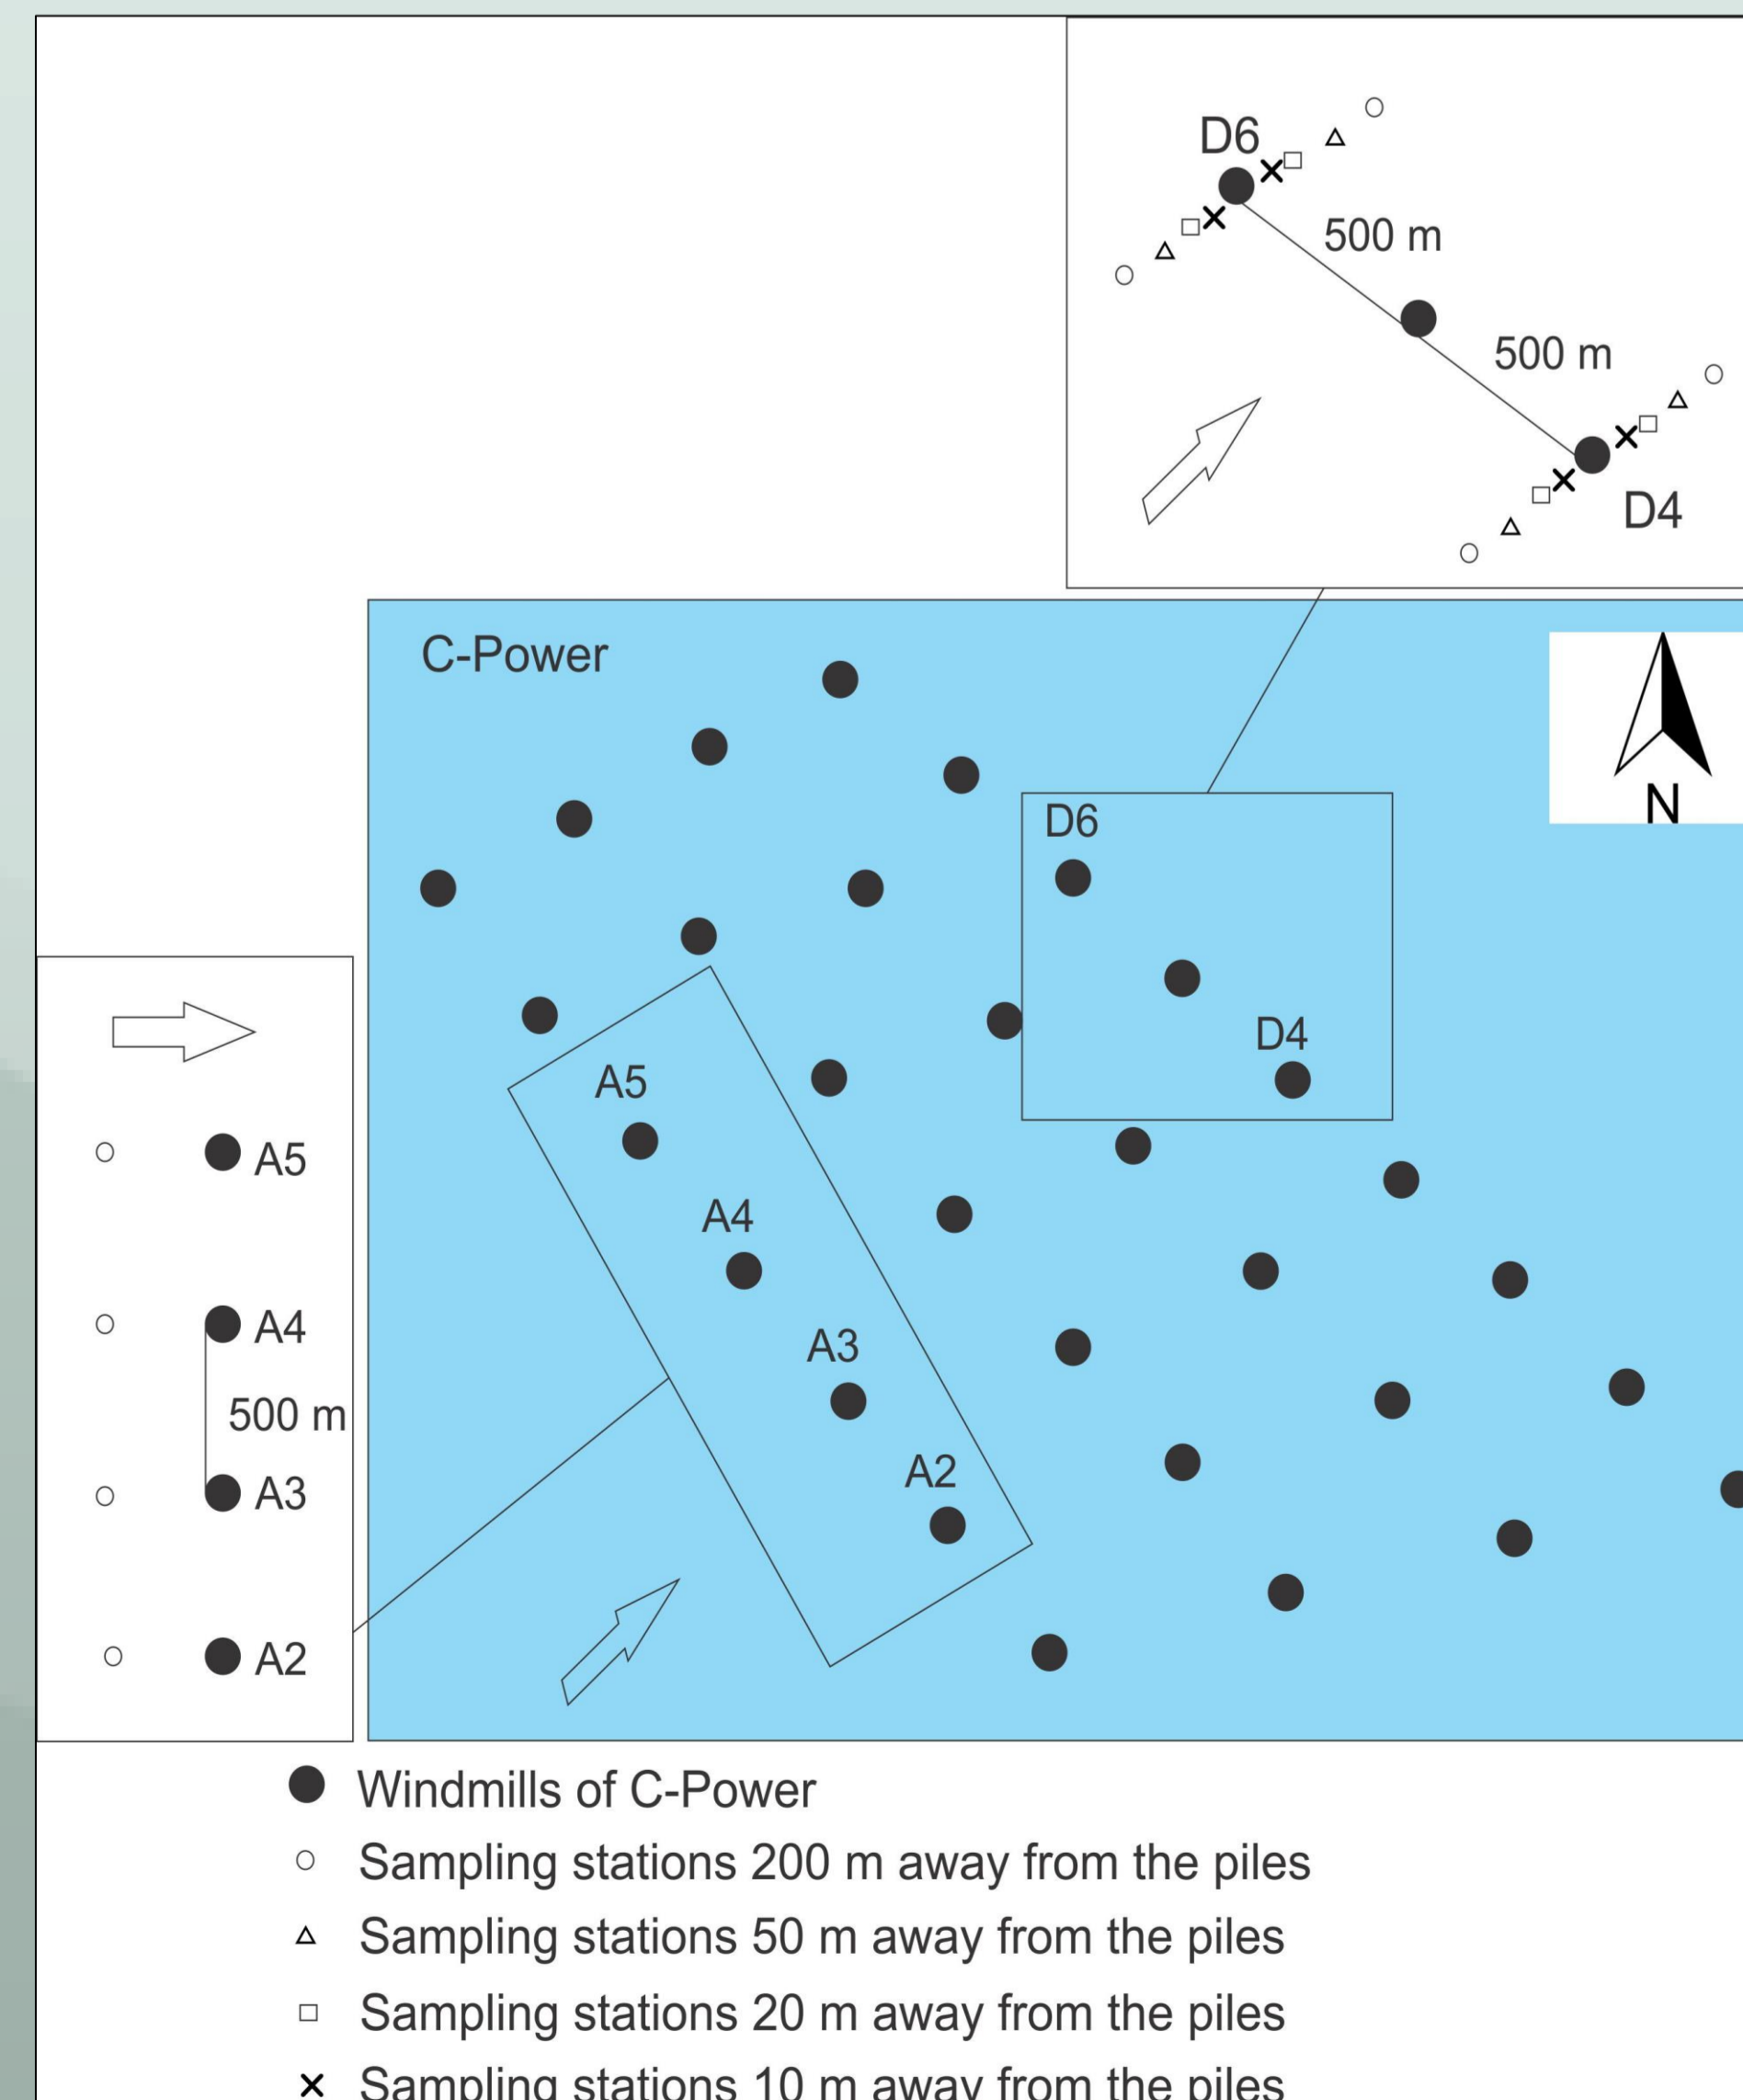 D6
500 m
500 m
D4
C-Power
N
D6
D4
A5
A4
A3
A2
A5
A4
500 m
A3
A2
Windmills of C-Power
Sampling stations 200 m away from the piles
Sampling stations 50 m away from the piles
Sampling stations 20 m away from the piles
Sampling stations 10 m away from the piles